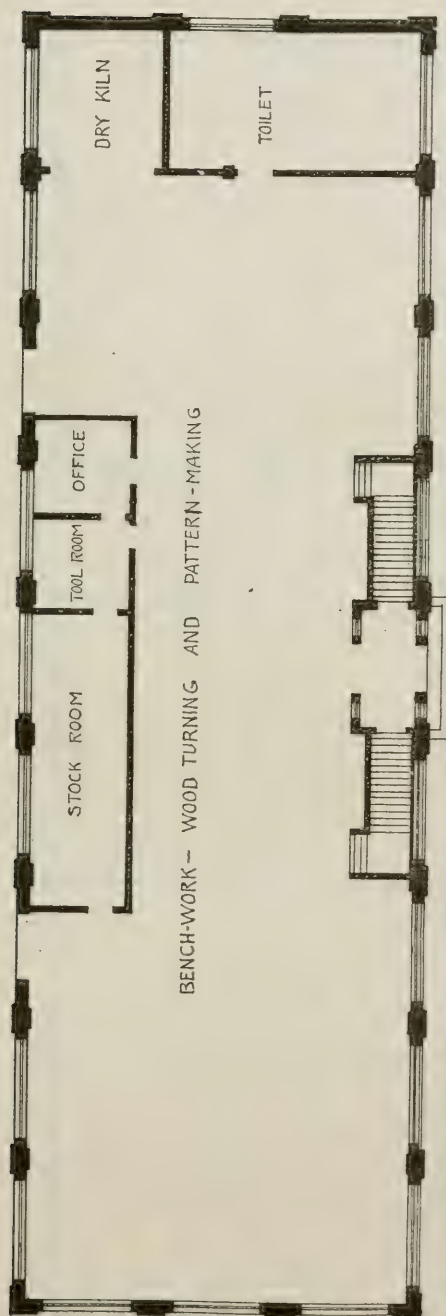 DRY KILN
TOILET
OFFICE
TOOL ROOM
STOCK ROOM
BENCH-WORK— WOOD TURNING AND PATTERN-MAKING